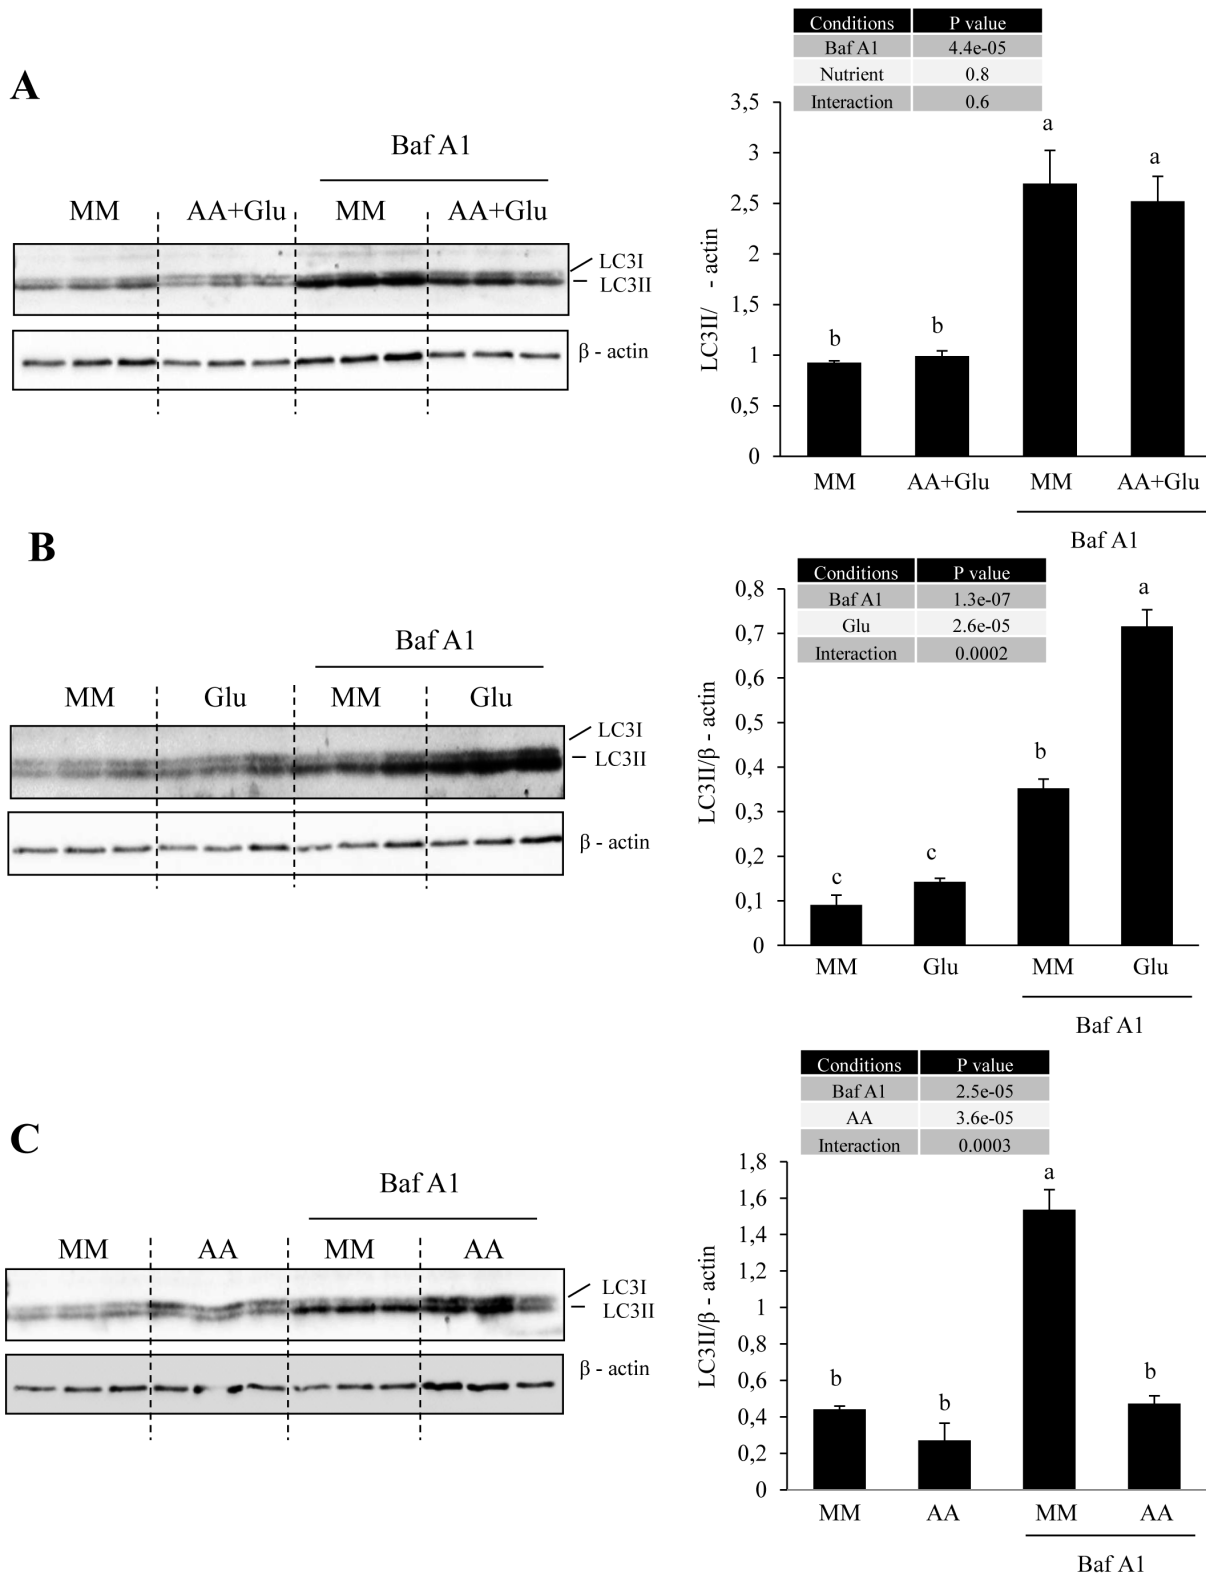 A
Baf A1
MM AA+Glu MM AA+Glu
LC3I
LC3II
β - actin
Conditions P value
Baf A1 4.4e-05
Nutrient 0.8
Interaction 0.6
LC3II/ - actin
3,5
3
2,5
2
1,5
1
0,5
0
b b a a
MM AA+Glu MM AA+Glu
Baf A1
B
Baf A1
MM Glu MM Glu
LC3I
LC3II
β - actin
Conditions P value
Baf A1 1.3e-07
Glu 2.6e-05
Interaction 0.0002
LC3II/β - actin
0,8
0,7
0,6
0,5
0,4
0,3
0,2
0,1
0
c c b a
MM Glu MM Glu
Baf A1
C
Baf A1
MM AA MM AA
LC3I
LC3II
β - actin
Conditions P value
Baf A1 2.5e-05
AA 3.6e-05
Interaction 0.0003
LC3II/β - actin
1,8
1,6
1,4
1,2
1
0,8
0,6
0,4
0,2
0
b b a b
MM AA MM AA
Baf A1